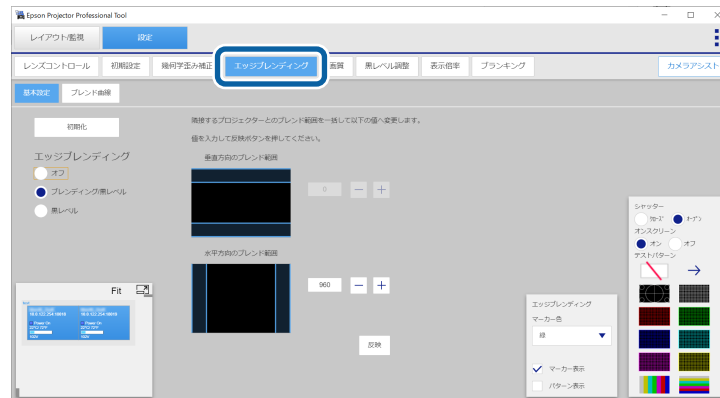 Epson Projector Professional Tool
レイアウト/監視 設定
レンズコントロール 初期設定 幾何学歪み補正 エッジブレンディング 画質 黒レベル調整 表示倍率 ブランキング カメラアシスト
基本設定 ブレンド曲線
初期化
隣接するプロジェクターとのブレンド範囲を一括して以下の値へ変更します。
値を入力して反映ボタンを押してください。
エッジブレンディング
オフ
ブレンディング/黒レベル
黒レベル
垂直方向のブレンド範囲
0
水平方向のブレンド範囲
960
反映
Fit
Power On
Power On
エッジブレンディング
マーカー色
緑
マーカー表示
パターン表示
シャッター
クローズ オープン
オンスクリーン
オン オフ
テストパターン